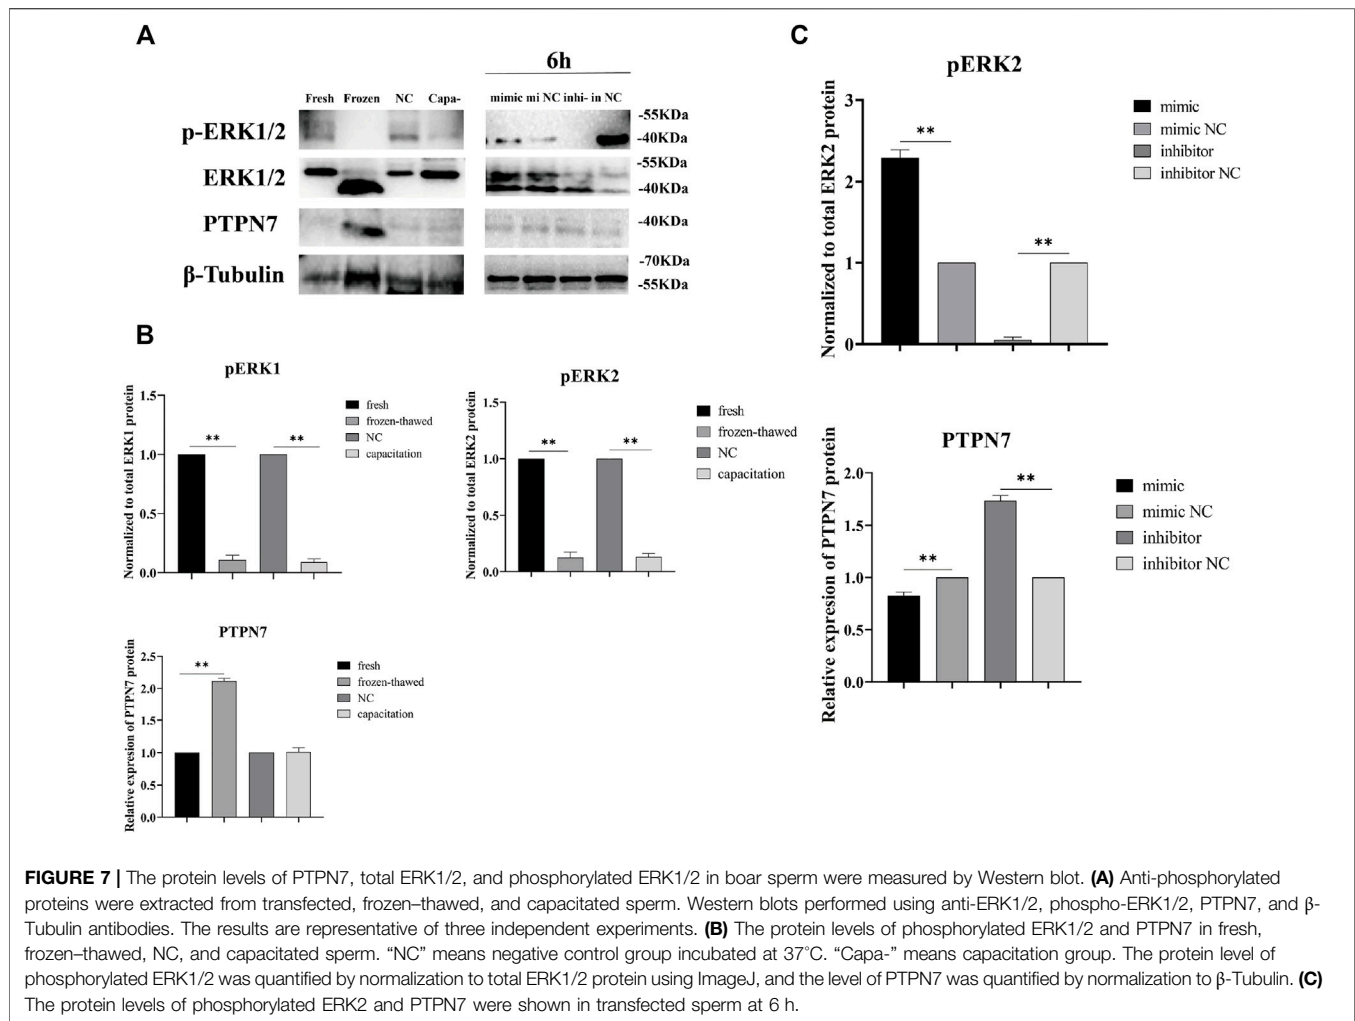 A
6h
Fresh Frozen NC Capa-
mimic mi NC inhi- in NC
p-ERK1/2
-55KDa
-40KDa
ERK1/2
-55KDa
-40KDa
PTPN7
-40KDa
β-Tubulin
-70KDa
-55KDa
B
pERK1
Normalized to total ERK1 protein
1.5
1.0
0.5
0.0
**
**
fresh
frozen-thawed
NC
capacitation
pERK2
Normalized to total ERK2 protein
1.5
1.0
0.5
0.0
**
**
fresh
frozen-thawed
NC
capacitation
PTPN7
Relative expresion of PTPN7 protein
2.5
2.0
1.5
1.0
0.5
0.0
**
fresh
frozen-thawed
NC
capacitation
C
pERK2
Normalized to total ERK2 protein
3
2
1
0
**
**
mimic
mimic NC
inhibitor
inhibitor NC
PTPN7
Relative expresion of PTPN7 protein
2.0
1.5
1.0
0.5
0.0
**
**
mimic
mimic NC
inhibitor
inhibitor NC
FIGURE 7 | The protein levels of PTPN7, total ERK1/2, and phosphorylated ERK1/2 in boar sperm were measured by Western blot. (A) Anti-phosphorylated
proteins were extracted from transfected, frozen–thawed, and capacitated sperm. Western blots performed using anti-ERK1/2, phospho-ERK1/2, PTPN7, and β-
Tubulin antibodies. The results are representative of three independent experiments. (B) The protein levels of phosphorylated ERK1/2 and PTPN7 in fresh,
frozen–thawed, NC, and capacitated sperm. “NC” means negative control group incubated at 37°C. “Capa-” means capacitation group. The protein level of
phosphorylated ERK1/2 was quantified by normalization to total ERK1/2 protein using ImageJ, and the level of PTPN7 was quantified by normalization to β-Tubulin. (C)
The protein levels of phosphorylated ERK2 and PTPN7 were shown in transfected sperm at 6 h.